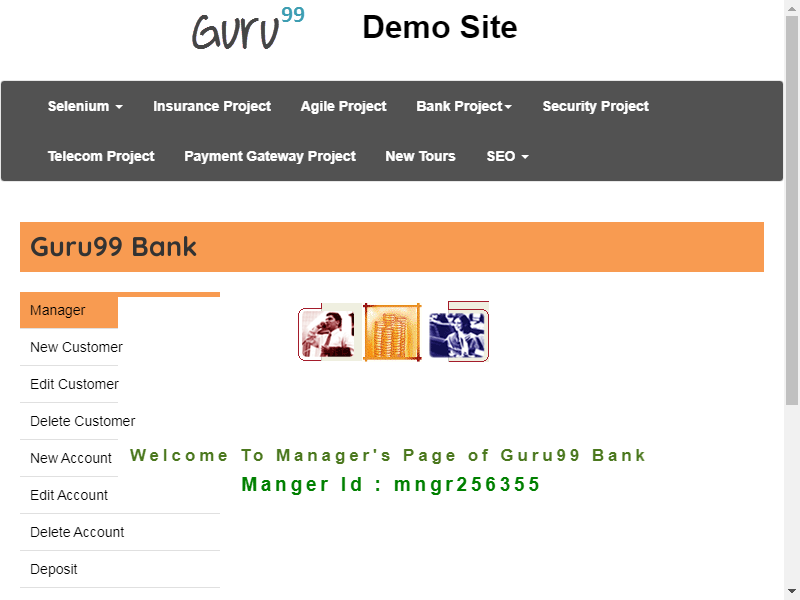 Guru99 Demo Site
Selenium Insurance Project Agile Project Bank Project Security Project
Telecom Project Payment Gateway Project New Tours SEO
Guru99 Bank
Manager
New Customer
Edit Customer
Delete Customer
New Account
Welcome To Manager's Page of Guru99 Bank
Manger Id : mngr256355
Edit Account
Delete Account
Deposit